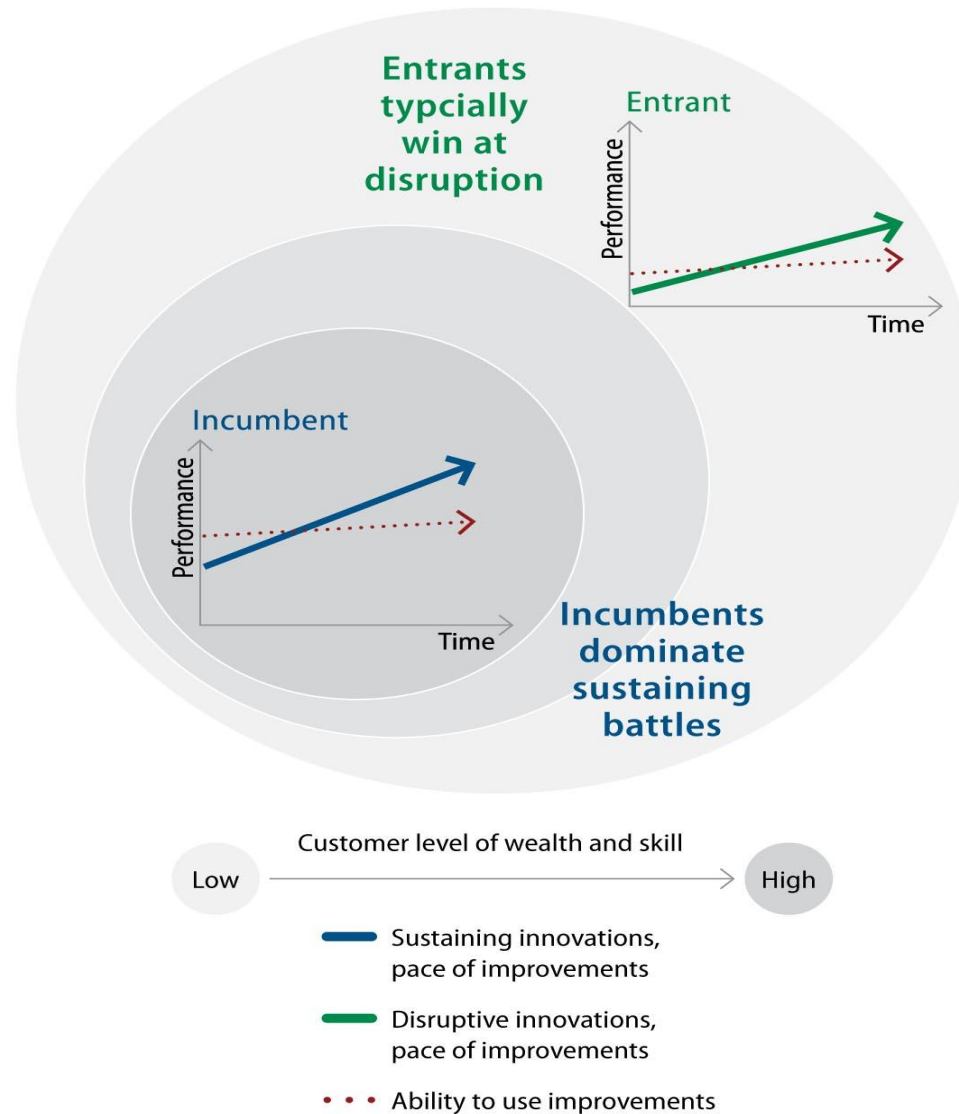 Entrants
typcially
win at
disruption
Entrant
Performance
Time
Incumbent
Performance
Time
Incumbents
dominate
sustaining
battles
Customer level of wealth and skill
Low
High
Sustaining innovations,
pace of improvements
Disruptive innovations,
pace of improvements
Ability to use improvements